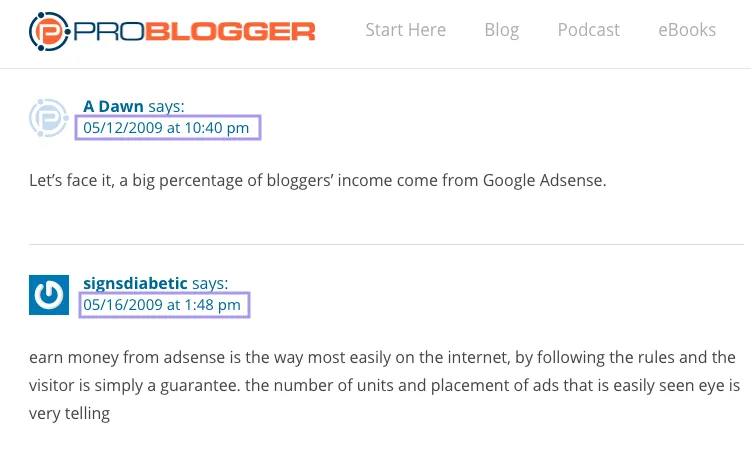 PROBLOGGER
Start Here Blog Podcast eBooks
A Dawn says:
05/12/2009 at 10:40 pm
Let’s face it, a big percentage of bloggers’ income come from Google Adsense.
signsdiabetic says:
05/16/2009 at 1:48 pm
earn money from adsense is the way most easily on the internet, by following the rules and the
visitor is simply a guarantee. the number of units and placement of ads that is easily seen eye is
very telling